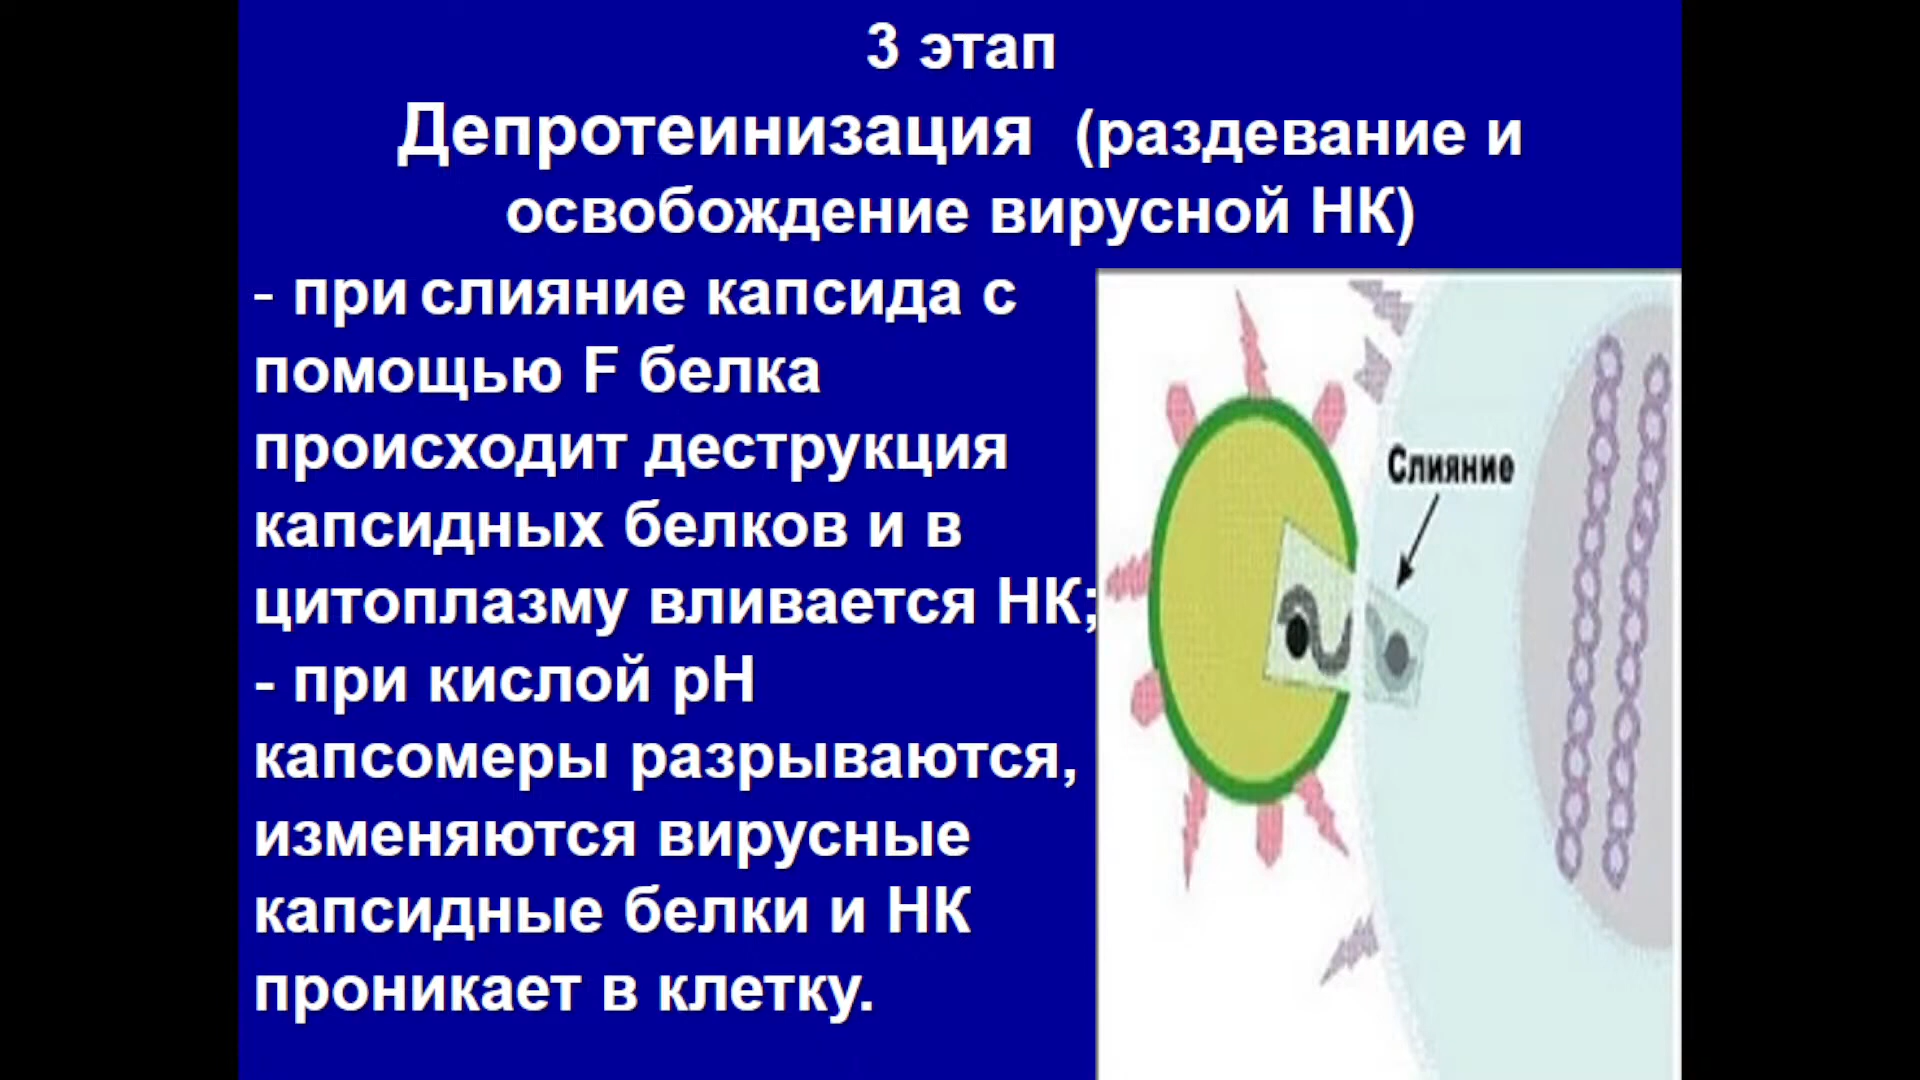 3 этап
Депротеинизация (раздевание и
освобождение вирусной НК)
- при слияние капсида с
помощью F белка
происходит деструкция
капсидных белков и в
цитоплазму вливается НК;
- при кислой рН
капсомеры разрываются,
изменяются вирусные
капсидные белки и НК
проникает в клетку.
Слияние